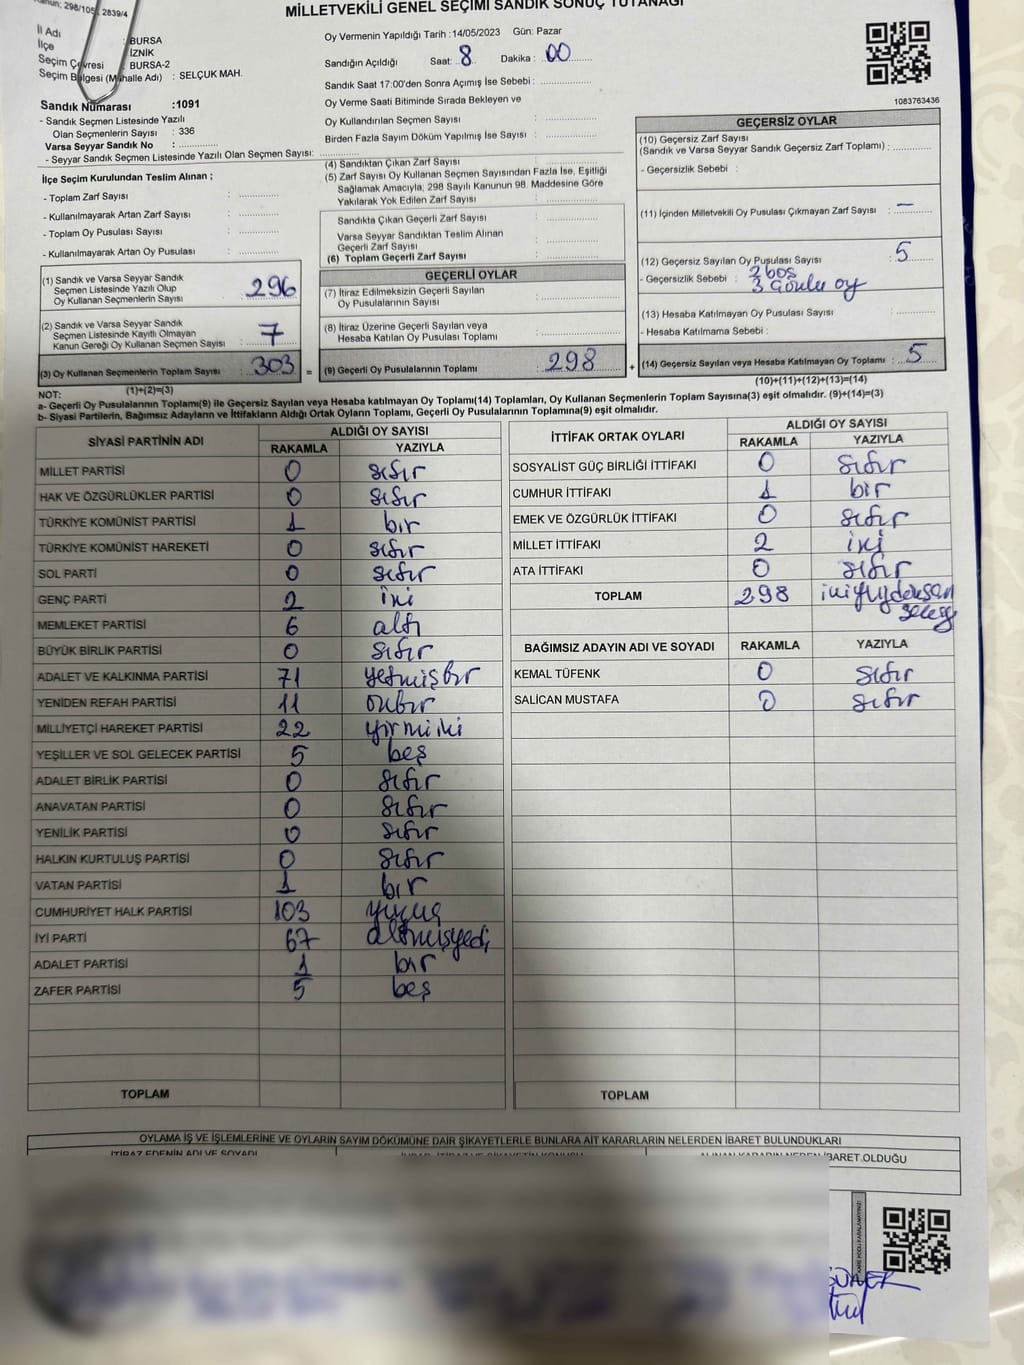 Kanun; 298/105, 2839/4
MİLLETVEKİLİ GENEL SEÇİMİ SANDIK SONUÇ TUTANAĞI
İl Adı : BURSA
İlçe : İZNİK
Seçim Çevresi : BURSA-2
Seçim Bölgesi (Mahalle Adı) : SELÇUK MAH.
Sandık Numarası :1091
- Sandık Seçmen Listesinde Yazılı
Olan Seçmenlerin Sayısı : 336
Varsa Seyyar Sandık No :
- Seyyar Sandık Seçmen Listesinde Yazılı Olan Seçmen Sayısı:
Oy Vermenin Yapıldığı Tarih :14/05/2023 Gün: Pazar
Sandığın Açıldığı Saat: 8 Dakika : 00
Sandık Saat 17:00'den Sonra Açımış İse Sebebi :
Oy Verme Saati Bitiminde Sırada Bekleyen ve
Oy Kullandırılan Seçmen Sayısı :
Birden Fazla Sayım Döküm Yapılmış İse Sayısı :
1083763436
İlçe Seçim Kurulundan Teslim Alınan ;
- Toplam Zarf Sayısı :
- Kullanılmayarak Artan Zarf Sayısı :
- Toplam Oy Pusulası Sayısı :
- Kullanılmayarak Artan Oy Pusulası :
(1) Sandık ve Varsa Seyyar Sandık
Seçmen Listesinde Yazılı Olup
Oy Kullanan Seçmenlerin Sayısı : 296
(2) Sandık ve Varsa Seyyar Sandık
Seçmen Listesinde Kayıtlı Olmayan
Kanun Gereği Oy Kullanan Seçmen Sayısı : 7
(3) Oy Kullanan Seçmenlerin Toplam Sayısı : 303 =
(1)+(2)=(3)
(4) Sandıktan Çıkan Zarf Sayısı :
(5) Zarf Sayısı Oy Kullanan Seçmen Sayısından Fazla İse, Eşitliği
Sağlamak Amacıyla, 298 Sayılı Kanunun 98. Maddesine Göre
Yakılarak Yok Edilen Zarf Sayısı :
Sandıkta Çıkan Geçerli Zarf Sayısı :
Varsa Seyyar Sandıktan Teslim Alınan
Geçerli Zarf Sayısı :
(6) Toplam Geçerli Zarf Sayısı :
GEÇERLİ OYLAR
(7) İtiraz Edilmeksizin Geçerli Sayılan
Oy Pusulalarının Sayısı :
(8) İtiraz Üzerine Geçerli Sayılan veya
Hesaba Katılan Oy Pusulası Toplamı :
(9) Geçerli Oy Pusulalarının Toplamı : 298 +
GEÇERSİZ OYLAR
(10) Geçersiz Zarf Sayısı
(Sandık ve Varsa Seyyar Sandık Geçersiz Zarf Toplamı) :
- Geçersizlik Sebebi :
(11) İçinden Milletvekili Oy Pusulası Çıkmayan Zarf Sayısı : —
(12) Geçersiz Sayılan Oy Pusulası Sayısı : 5
- Geçersizlik Sebebi : 2 boş
3 Gönlu oy
(13) Hesaba Katılmayan Oy Pusulası Sayısı :
- Hesaba Katılmama Sebebi :
(14) Geçersiz Sayılan veya Hesaba Katılmayan Oy Toplamı : 5
(10)+(11)+(12)+(13)=(14)
NOT:
a- Geçerli Oy Pusulalarının Toplamı(9) ile Geçersiz Sayılan veya Hesaba katılmayan Oy Toplamı(14) Toplamları, Oy Kullanan Seçmenlerin Toplam Sayısına(3) eşit olmalıdır. (9)+(14)=(3)
b- Siyasi Partilerin, Bağımsız Adayların ve İttifakların Aldığı Ortak Oyların Toplamı, Geçerli Oy Pusulalarının Toplamına(9) eşit olmalıdır.
SİYASİ PARTİNİN ADI
ALDIĞI OY SAYISI
RAKAMLA YAZIYLA
MİLLET PARTİSİ 0 sıfır
HAK VE ÖZGÜRLÜKLER PARTİSİ 0 sıfır
TÜRKİYE KOMÜNİST PARTİSİ 1 bir
TÜRKİYE KOMÜNİST HAREKETİ 0 sıfır
SOL PARTİ 0 sıfır
GENÇ PARTİ 2 iki
MEMLEKET PARTİSİ 6 altı
BÜYÜK BİRLİK PARTİSİ 0 sıfır
ADALET VE KALKINMA PARTİSİ 71 yetmişbir
YENİDEN REFAH PARTİSİ 11 onbir
MİLLİYETÇİ HAREKET PARTİSİ 22 yirmiiki
YEŞİLLER VE SOL GELECEK PARTİSİ 5 beş
ADALET BİRLİK PARTİSİ 0 sıfır
ANAVATAN PARTİSİ 0 sıfır
YENİLİK PARTİSİ 0 sıfır
HALKIN KURTULUŞ PARTİSİ 0 sıfır
VATAN PARTİSİ 1 bir
CUMHURİYET HALK PARTİSİ 103 yüzüç
İYİ PARTİ 67 altmışyedi
ADALET PARTİSİ 1 bir
ZAFER PARTİSİ 5 beş
TOPLAM
İTTİFAK ORTAK OYLARI
ALDIĞI OY SAYISI
RAKAMLA YAZIYLA
SOSYALİST GÜÇ BİRLİĞİ İTTİFAKI 0 sıfır
CUMHUR İTTİFAKI 1 bir
EMEK VE ÖZGÜRLÜK İTTİFAKI 0 sıfır
MİLLET İTTİFAKI 2 iki
ATA İTTİFAKI 0 sıfır
TOPLAM 298 ikiyüzdoksan
sekiz
BAĞIMSIZ ADAYIN ADI VE SOYADI RAKAMLA YAZIYLA
KEMAL TÜFENK 0 sıfır
SALİCAN MUSTAFA 0 sıfır
TOPLAM
OYLAMA İŞ VE İŞLEMLERİNE VE OYLARIN SAYIM DÖKÜMÜNE DAİR ŞİKAYETLERLE BUNLARA AİT KARARLARIN NELERDEN İBARET BULUNDUKLARI
İTİRAZ EDENİN ADI VE SOYADI
ALINAN KARARIN NEDEN İBARET OLDUĞU